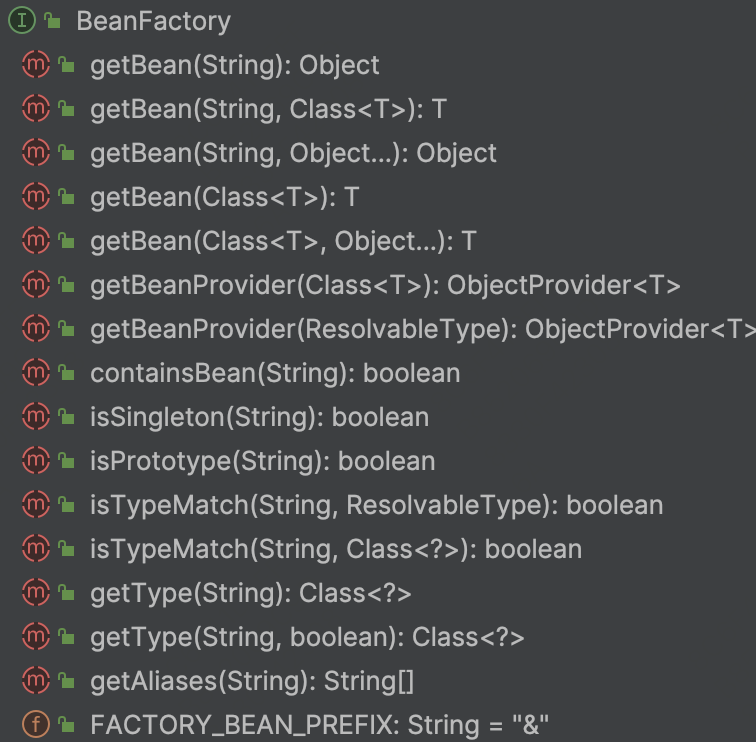 BeanFactory
getBean(String): Object
getBean(String, Class<T>): T
getBean(String, Object...): Object
getBean(Class<T>): T
getBean(Class<T>, Object...): T
getBeanProvider(Class<T>): ObjectProvider<T>
getBeanProvider(ResolvableType): ObjectProvider<T>
containsBean(String): boolean
isSingleton(String): boolean
isPrototype(String): boolean
isTypeMatch(String, ResolvableType): boolean
isTypeMatch(String, Class<?>): boolean
getType(String): Class<?>
getType(String, boolean): Class<?>
getAliases(String): String[]
FACTORY_BEAN_PREFIX: String = "&"